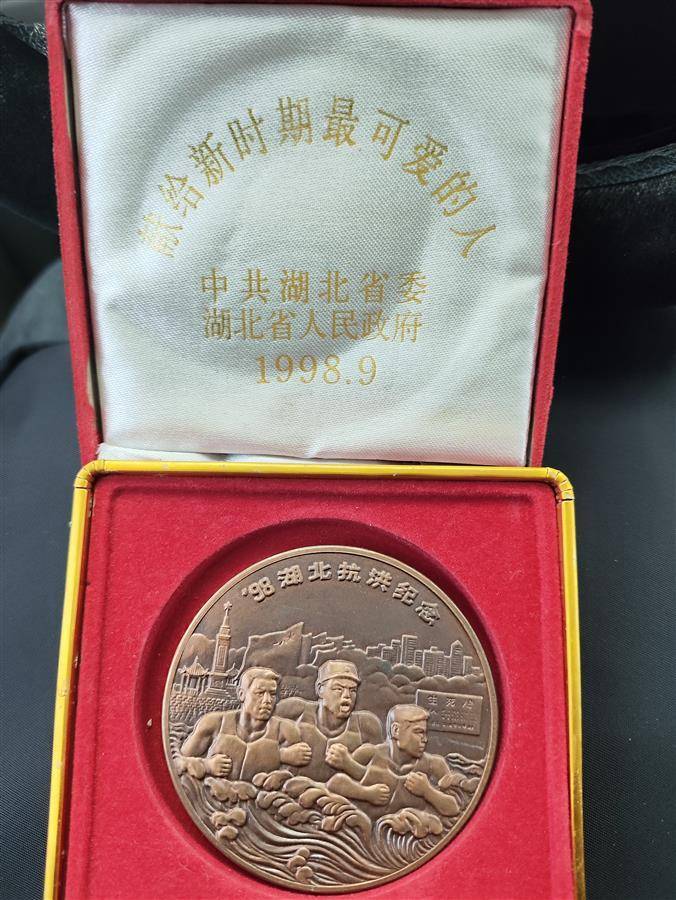 献给新时期最可爱的人
中共湖北省委
湖北省人民政府
1998.9
'98湖北抗洪纪念
生死牌